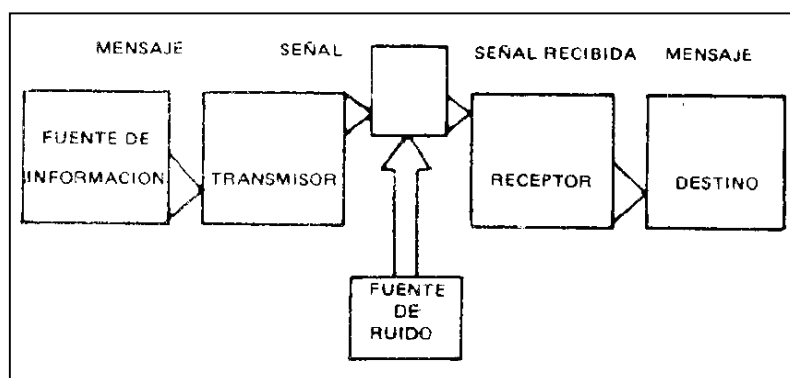 MENSAJE
SEÑAL
SEÑAL RECIBIDA
MENSAJE
FUENTE DE
INFORMACION
TRANSMISOR
RECEPTOR
DESTINO
FUENTE
DE
RUIDO